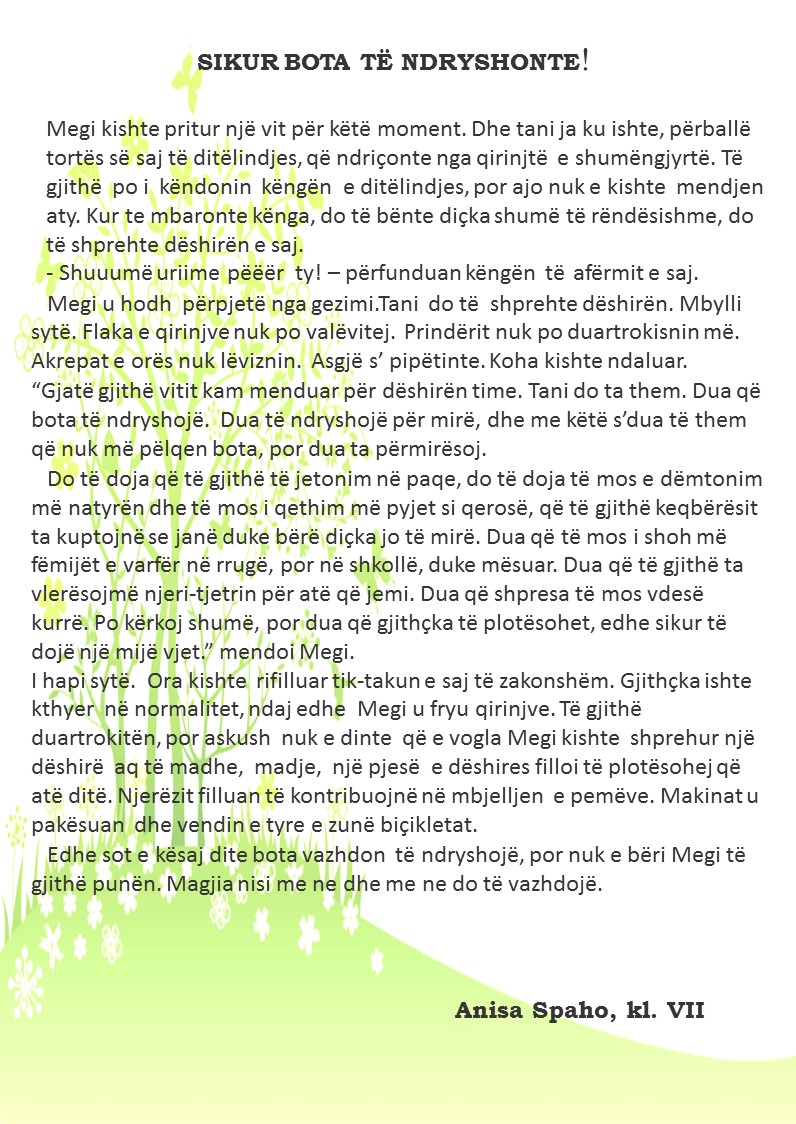 SIKUR BOTA TË NDRYSHONTE!
Megi kishte pritur një vit për këtë moment. Dhe tani ja ku ishte, përballë
tortës së saj të ditëlindjes, që ndriçonte nga qirinjtë e shumëngjyrtë. Të
gjithë po i këndonin këngën e ditëlindjes, por ajo nuk e kishte mendjen
aty. Kur te mbaronte kënga, do të bënte diçka shumë të rëndësishme, do
të shprehte dëshirën e saj.
- Shuuumë uriime pëëër ty! – përfunduan këngën të afërmit e saj.
Megi u hodh përpjetë nga gezimi.Tani do të shprehte dëshirën. Mbylli
sytë. Flaka e qirinjve nuk po valëvitej. Prindërit nuk po duartrokisnin më.
Akrepat e orës nuk lëviznin. Asgjë s’ pipëtinte. Koha kishte ndaluar.
“Gjatë gjithë vitit kam menduar për dëshirën time. Tani do ta them. Dua që
bota të ndryshojë. Dua të ndryshojë për mirë, dhe me këtë s’dua të them
që nuk më pëlqen bota, por dua ta përmirësoj.
Do të doja që të gjithë të jetonim në paqe, do të doja të mos e dëmtonim
më natyrën dhe të mos i qethim më pyjet si qerosë, që të gjithë keqbërësit
ta kuptojnë se janë duke bërë diçka jo të mirë. Dua që të mos i shoh më
fëmijët e varfër në rrugë, por në shkollë, duke mësuar. Dua që të gjithë ta
vlerësojmë njeri-tjetrin për atë që jemi. Dua që shpresa të mos vdesë
kurrë. Po kërkoj shumë, por dua që gjithçka të plotësohet, edhe sikur të
dojë një mijë vjet.” mendoi Megi.
I hapi sytë. Ora kishte rifilluar tik-takun e saj të zakonshëm. Gjithçka ishte
kthyer në normalitet, ndaj edhe Megi u fryu qirinjve. Të gjithë
duartrokitën, por askush nuk e dinte që e vogla Megi kishte shprehur një
dëshirë aq të madhe, madje, një pjesë e dëshires filloi të plotësohej që
atë ditë. Njerëzit filluan të kontribuojnë në mbjelljen e pemëve. Makinat u
pakësuan dhe vendin e tyre e zunë biçikletat.
Edhe sot e kësaj dite bota vazhdon të ndryshojë, por nuk e bëri Megi të
gjithë punën. Magjia nisi me ne dhe me ne do të vazhdojë.
Anisa Spaho, kl. VII